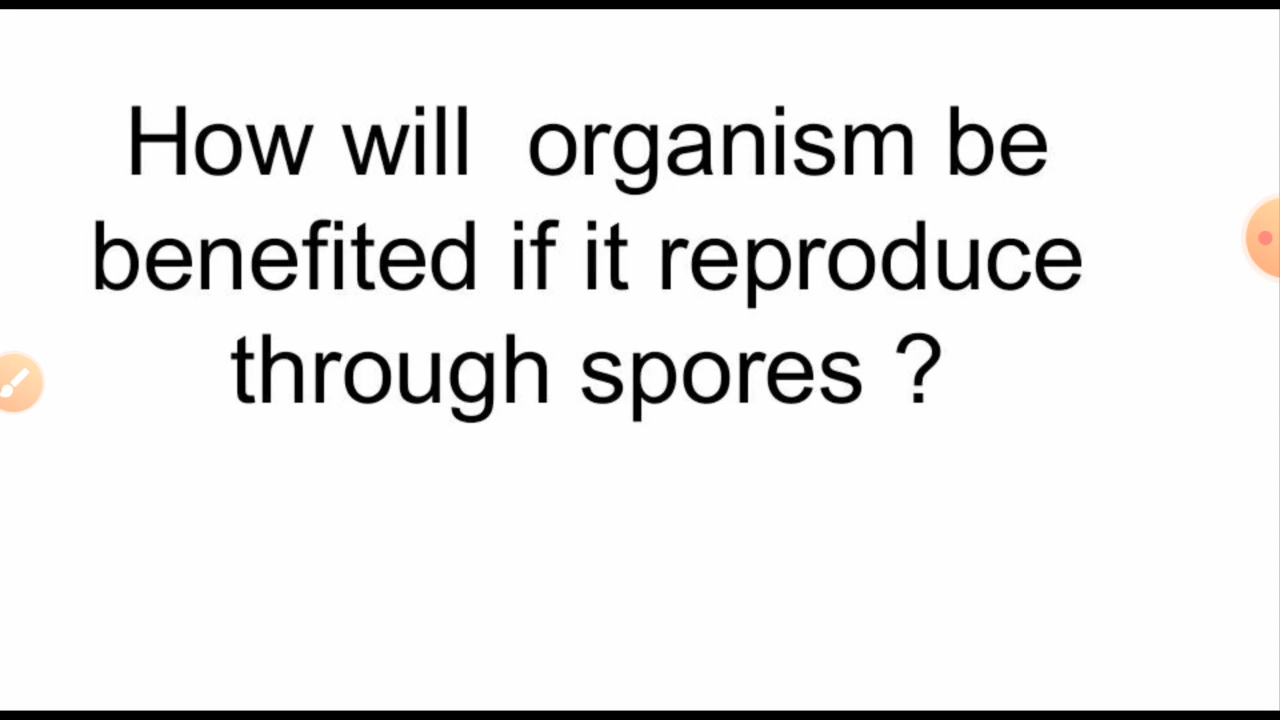 How will  organism be
benefited if it reproduce
through spores ?